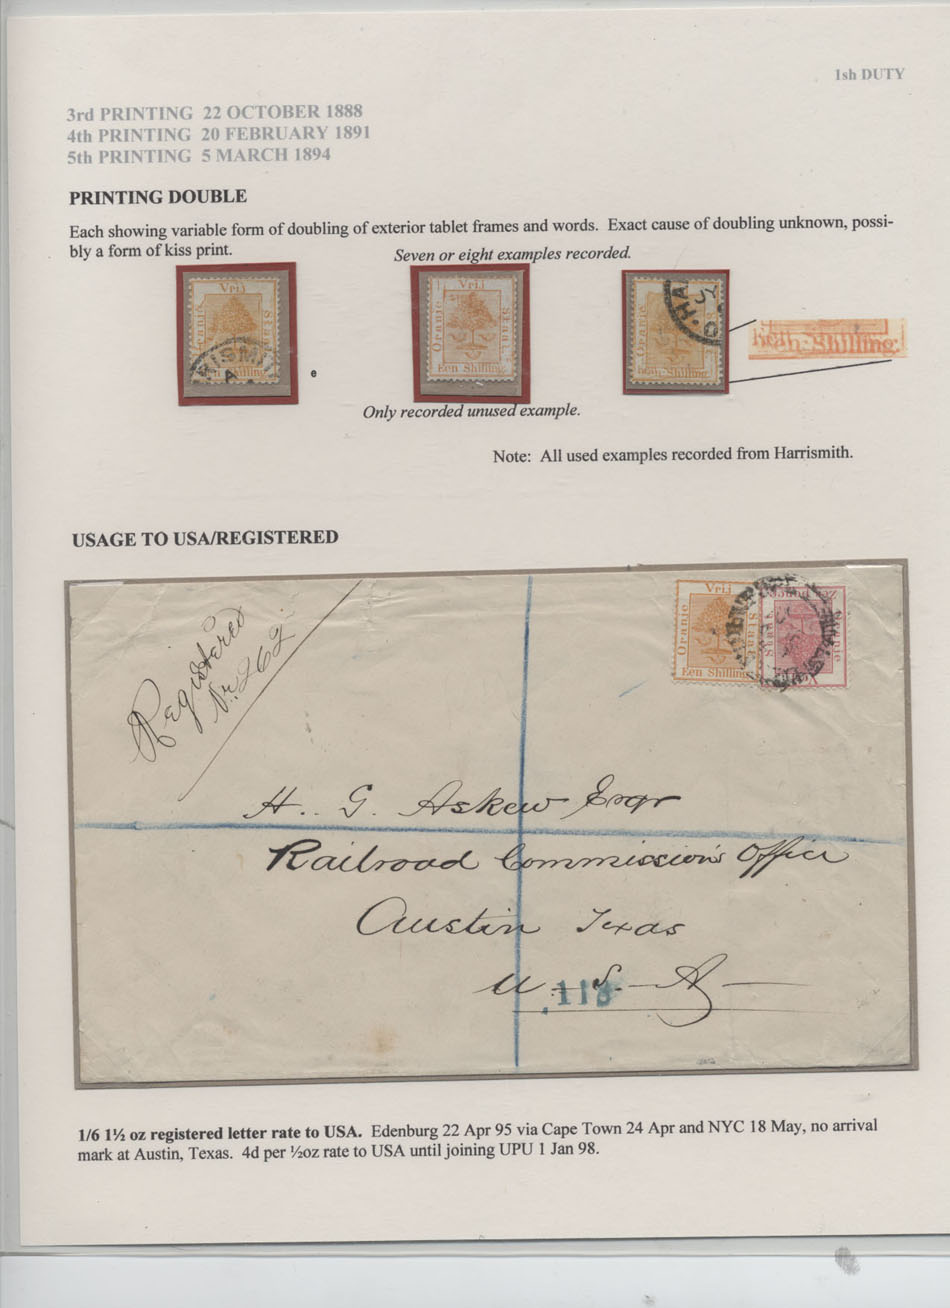 1sh DUTY
3rd PRINTING 22 OCTOBER 1888
4th PRINTING 20 FEBRUARY 1891
5th PRINTING 5 MARCH 1894
PRINTING DOUBLE
Each showing variable form of doubling of exterior tablet frames and words. Exact cause of doubling unknown, possi-
bly a form of kiss print.
Seven or eight examples recorded.
Vrij
Oranje
Staat
Een Shilling.
Vrij
Oranje
Staat
Een Shilling.
Oranje
Shilling.
Shilling.
e
Only recorded unused example.
Note: All used examples recorded from Harrismith.
USAGE TO USA/REGISTERED
Registered
Nr. 262
Vrij
Oranje
Staat
Een Shilling.
H. G. Askew Esqr
Railroad Commission's Office
Austin Texas
U. S. A
.113
1/6 1½ oz registered letter rate to USA. Edenburg 22 Apr 95 via Cape Town 24 Apr and NYC 18 May, no arrival
mark at Austin, Texas. 4d per ½oz rate to USA until joining UPU 1 Jan 98.